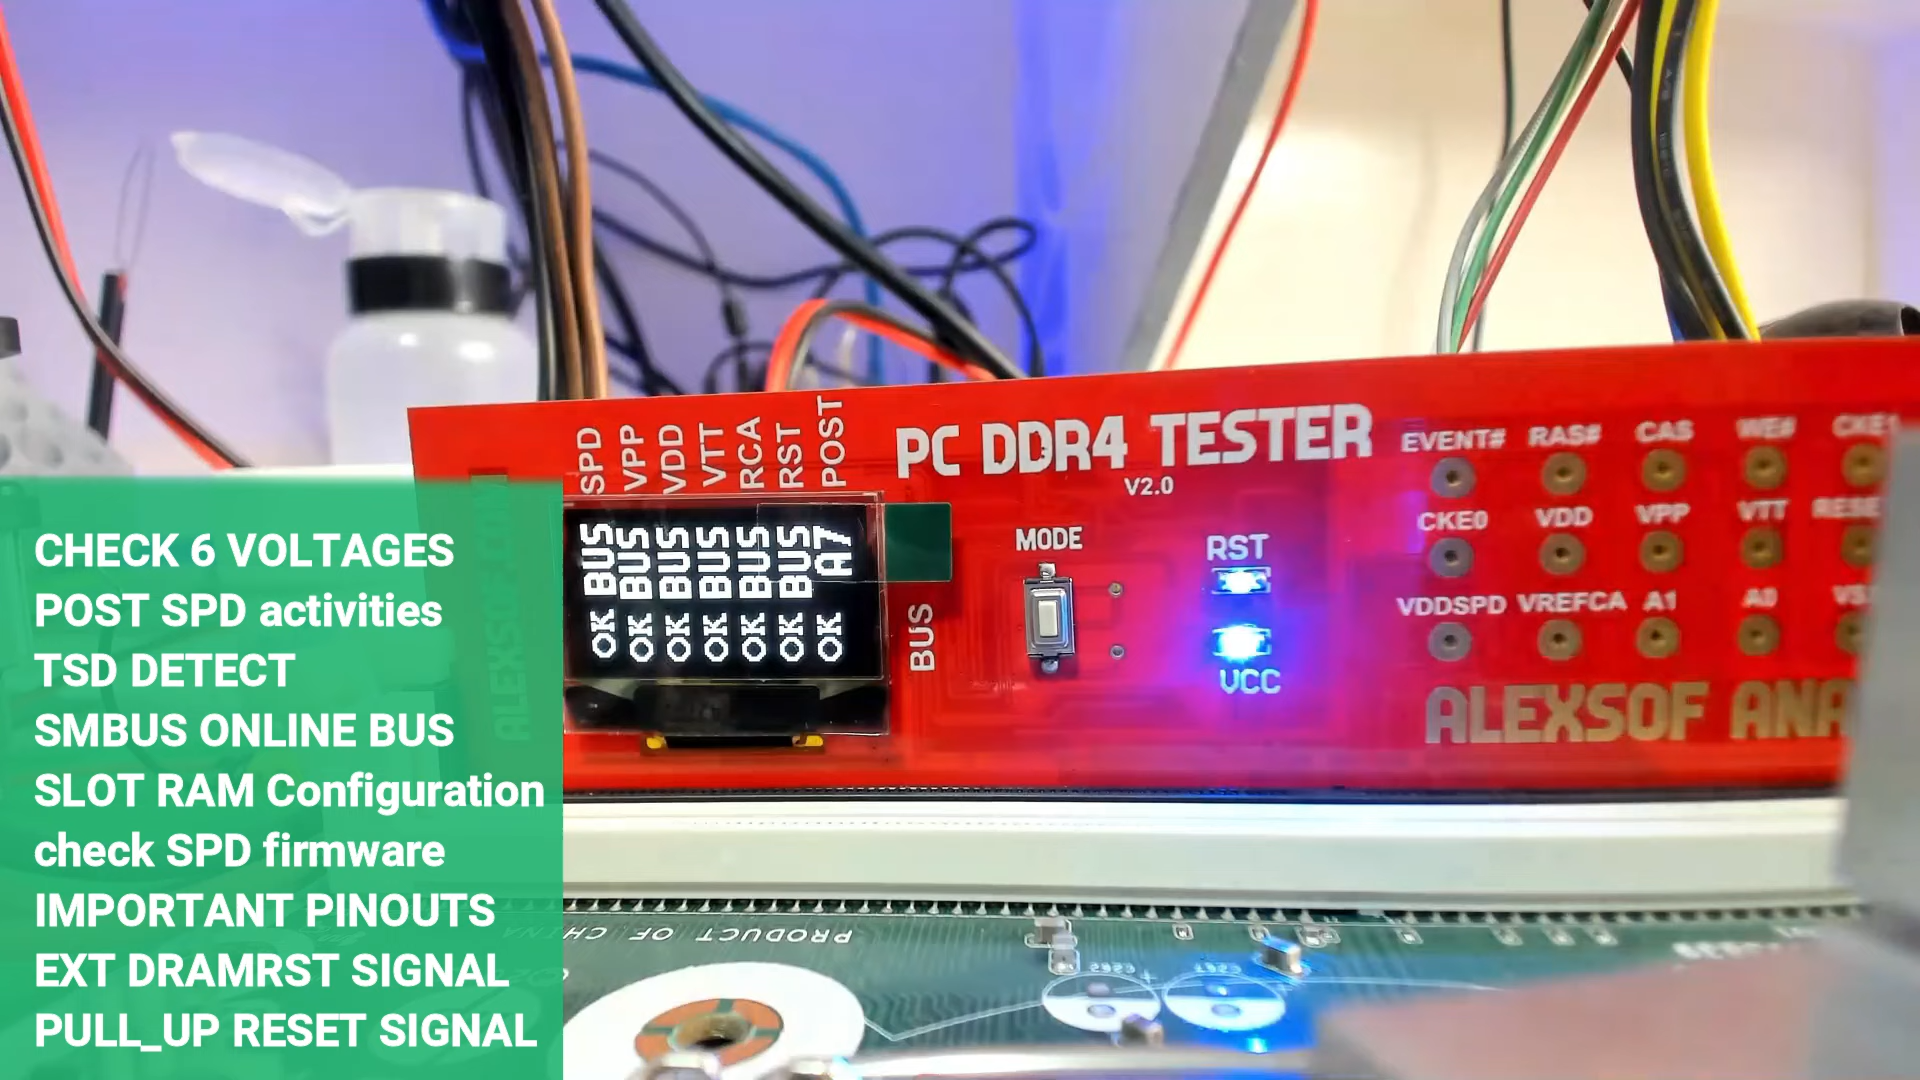 CHECK 6 VOLTAGES
POST SPD activities
TSD DETECT
SMBUS ONLINE BUS
SLOT RAM Configuration
check SPD firmware
IMPORTANT PINOUTS
EXT DRAMRST SIGNAL
PULL_UP RESET SIGNAL
SPD
VPP
VDD
VTT
RCA
RST
POST
OK BUS
OK BUS
OK BUS
OK BUS
OK BUS
OK BUS
OK A7
BUS
PC DDR4 TESTER
V2.0
MODE
RST
VCC
EVENT# RAS# CAS WE# CKE1
CKE0 VDD VPP VTT
VDDSPD VREFCA A1 A0
ALEXSOF
PRODUCT OF